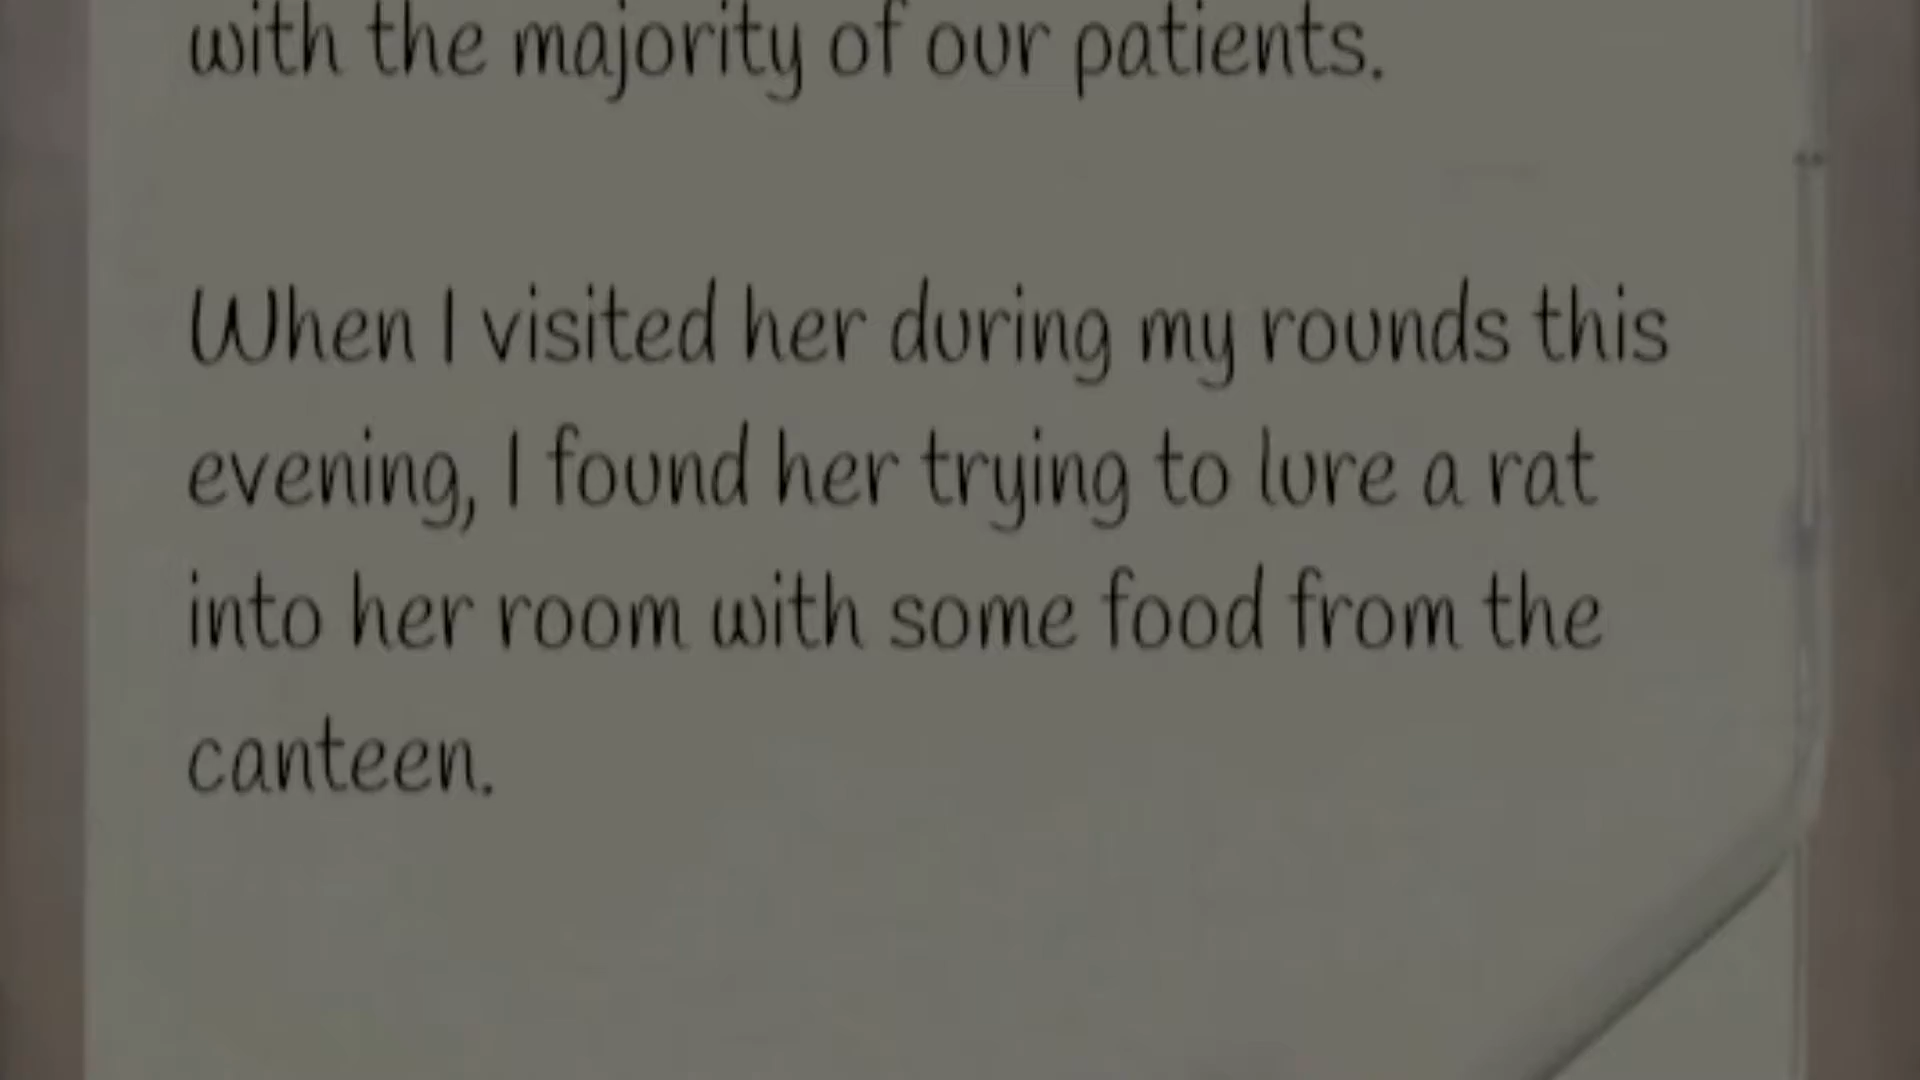 with the majority of our patients.
When I visited her during my rounds this
evening, I found her trying to lure a rat
into her room with some food from the
canteen.